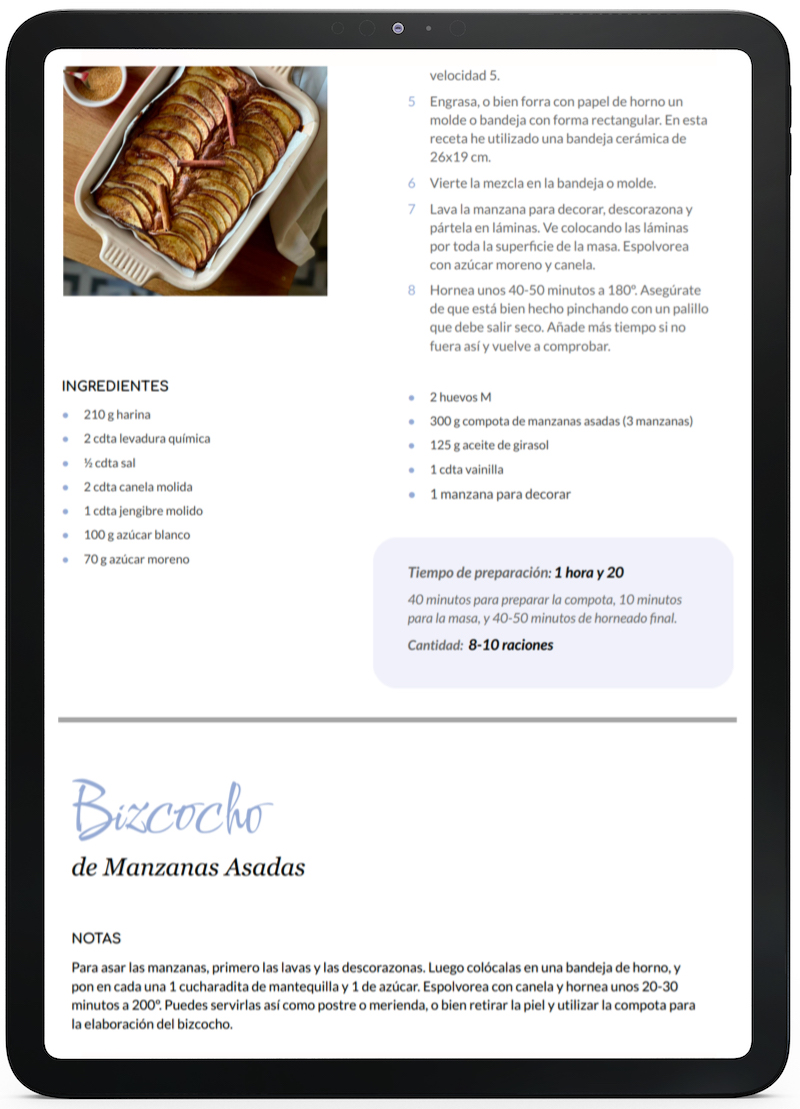 velocidad 5.
5 Engrasa, o bien forra con papel de horno un
molde o bandeja con forma rectangular. En esta
receta he utilizado una bandeja cerámica de
26x19 cm.
6 Vierte la mezcla en la bandeja o molde.
7 Lava la manzana para decorar, descorazona y
pártela en láminas. Ve colocando las láminas
por toda la superficie de la masa. Espolvorea
con azúcar moreno y canela.
8 Hornea unos 40-50 minutos a 180º. Asegúrate
de que está bien hecho pinchando con un palillo
que debe salir seco. Añade más tiempo si no
fuera así y vuelve a comprobar.
INGREDIENTES
• 210 g harina
• 2 cdta levadura química
• ½ cdta sal
• 2 cdta canela molida
• 1 cdta jengibre molido
• 100 g azúcar blanco
• 70 g azúcar moreno
• 2 huevos M
• 300 g compota de manzanas asadas (3 manzanas)
• 125 g aceite de girasol
• 1 cdta vainilla
• 1 manzana para decorar
Tiempo de preparación: 1 hora y 20
40 minutos para preparar la compota, 10 minutos
para la masa, y 40-50 minutos de horneado final.
Cantidad: 8-10 raciones
Bizcocho
de Manzanas Asadas
NOTAS
Para asar las manzanas, primero las lavas y las descorazonas. Luego colócalas en una bandeja de horno, y
pon en cada una 1 cucharadita de mantequilla y 1 de azúcar. Espolvorea con canela y hornea unos 20-30
minutos a 200º. Puedes servirlas así como postre o merienda, o bien retirar la piel y utilizar la compota para
la elaboración del bizcocho.